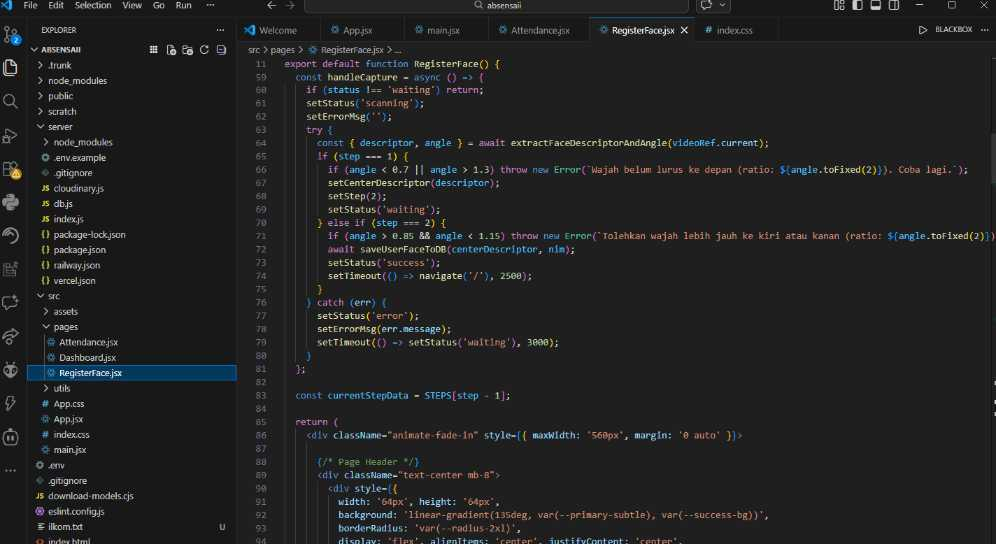 File Edit Selection View Go Run ··· absensaii
EXPLORER ···
Welcome App.jsx main.jsx Attendance.jsx RegisterFace.jsx # index.css BLACKBOX ···
ABSENSAII
src > pages > RegisterFace.jsx > ...
.trunk
node_modules
public
scratch
server
node_modules
.env.example
.gitignore
JS cloudinary.js
JS db.js
JS index.js
{} package-lock.json
{} package.json
{} railway.json
{} vercel.json
src
assets
pages
Attendance.jsx
Dashboard.jsx
RegisterFace.jsx
utils
# App.css
App.jsx
# index.css
main.jsx
.env
.gitignore
JS download-models.cjs
eslint.config.js
ilkom.txt U
index.html
2
11 export default function RegisterFace() {
59 const handleCapture = async () => {
60 if (status !== 'waiting') return;
61 setStatus('scanning');
62 setErrorMsg('');
63 try {
64 const { descriptor, angle } = await extractFaceDescriptorAndAngle(videoRef.current);
65 if (step === 1) {
66 if (angle < 0.7 || angle > 1.3) throw new Error(`Wajah belum lurus ke depan (ratio: ${angle.toFixed(2)}). Coba lagi.`);
67 setCenterDescriptor(descriptor);
68 setStep(2);
69 setStatus('waiting');
70 } else if (step === 2) {
71 if (angle > 0.85 && angle < 1.15) throw new Error(`Tolehkan wajah lebih jauh ke kiri atau kanan (ratio: ${angle.toFixed(2)})
72 await saveUserFaceToDB(centerDescriptor, nim);
73 setStatus('success');
74 setTimeout(() => navigate('/'), 2500);
75 }
76 } catch (err) {
77 setStatus('error');
78 setErrorMsg(err.message);
79 setTimeout(() => setStatus('waiting'), 3000);
80 }
81 };
82
83 const currentStepData = STEPS[step - 1];
84
85 return (
86 <div className="animate-fade-in" style={{ maxWidth: '560px', margin: '0 auto' }}>
87
88 {/* Page Header */}
89 <div className="text-center mb-8">
90 <div style={{
91 width: '64px', height: '64px',
92 background: 'linear-gradient(135deg, var(--primary-subtle), var(--success-bg))',
93 borderRadius: 'var(--radius-2xl)',
94 display: 'flex', alignItems: 'center', justifyContent: 'center',